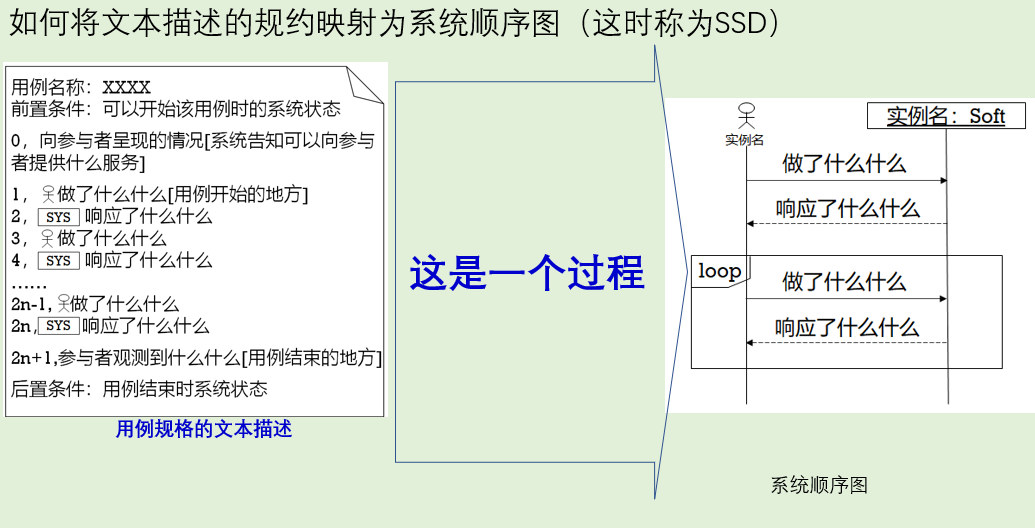 如何将文本描述的规约映射为系统顺序图（这时称为SSD）
用例名称：XXXX
前置条件：可以开始该用例时的系统状态
0，向参与者呈现的情况[系统告知可以向参与
者提供什么服务]
1，做了什么什么[用例开始的地方]
2，SYS 响应了什么什么
3，做了什么什么
4，SYS 响应了什么什么
……
2n-1,做了什么什么
2n,SYS 响应了什么什么
2n+1,参与者观测到什么什么[用例结束的地方]
后置条件：用例结束时系统状态
用例规格的文本描述
这是一个过程
实例名
实例名：Soft
做了什么什么
响应了什么什么
loop
做了什么什么
响应了什么什么
系统顺序图